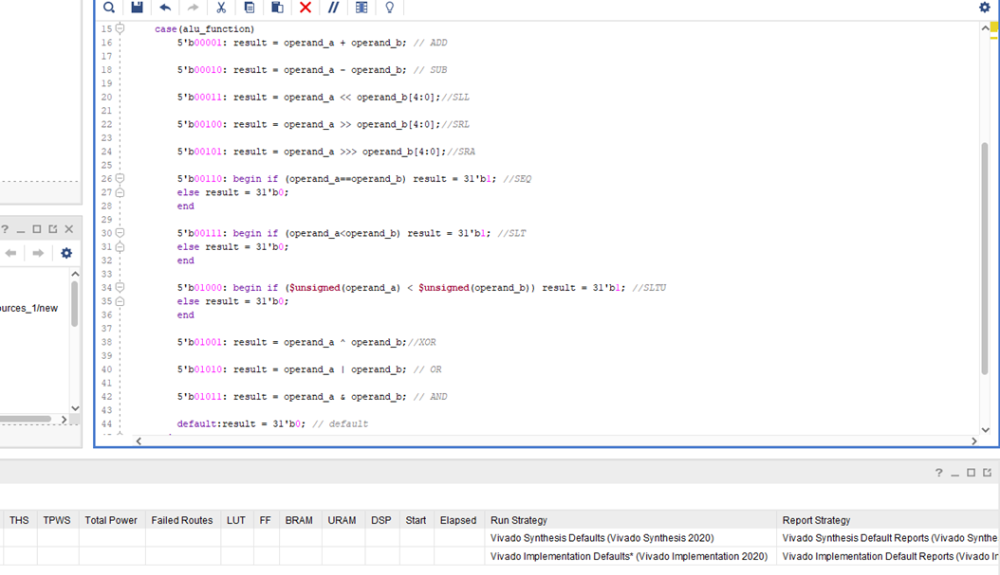 15 case(alu_function)
16 5'b00001: result = operand_a + operand_b; // ADD
17
18 5'b00010: result = operand_a - operand_b; // SUB
19
20 5'b00011: result = operand_a << operand_b[4:0];//SLL
21
22 5'b00100: result = operand_a >> operand_b[4:0];//SRL
23
24 5'b00101: result = operand_a >>> operand_b[4:0];//SRA
25
26 5'b00110: begin if (operand_a==operand_b) result = 31'b1; //SEQ
27 else result = 31'b0;
28 end
29
30 5'b00111: begin if (operand_a<operand_b) result = 31'b1; //SLT
31 else result = 31'b0;
32 end
33
34 5'b01000: begin if ($unsigned(operand_a) < $unsigned(operand_b)) result = 31'b1; //SLTU
35 else result = 31'b0;
36 end
37
38 5'b01001: result = operand_a ^ operand_b;//XOR
39
40 5'b01010: result = operand_a | operand_b; // OR
41
42 5'b01011: result = operand_a & operand_b; // AND
43
44 default:result = 31'b0; // default
ources_1/new
THS TPWS Total Power Failed Routes LUT FF BRAM URAM DSP Start Elapsed Run Strategy Report Strategy
Vivado Synthesis Defaults (Vivado Synthesis 2020) Vivado Synthesis Default Reports (Vivado Synthe
Vivado Implementation Defaults* (Vivado Implementation 2020) Vivado Implementation Default Reports (Vivado Ir